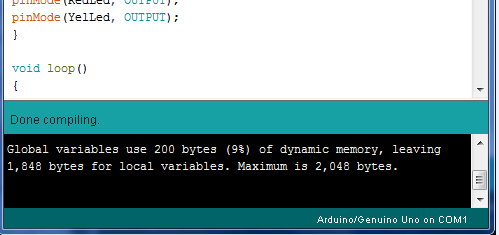 pinMode(RedLed, OUTPUT);
pinMode(YelLed, OUTPUT);
}
void loop()
{
Done compiling.
Global variables use 200 bytes (9%) of dynamic memory, leaving
1,848 bytes for local variables. Maximum is 2,048 bytes.
Arduino/Genuino Uno on COM1